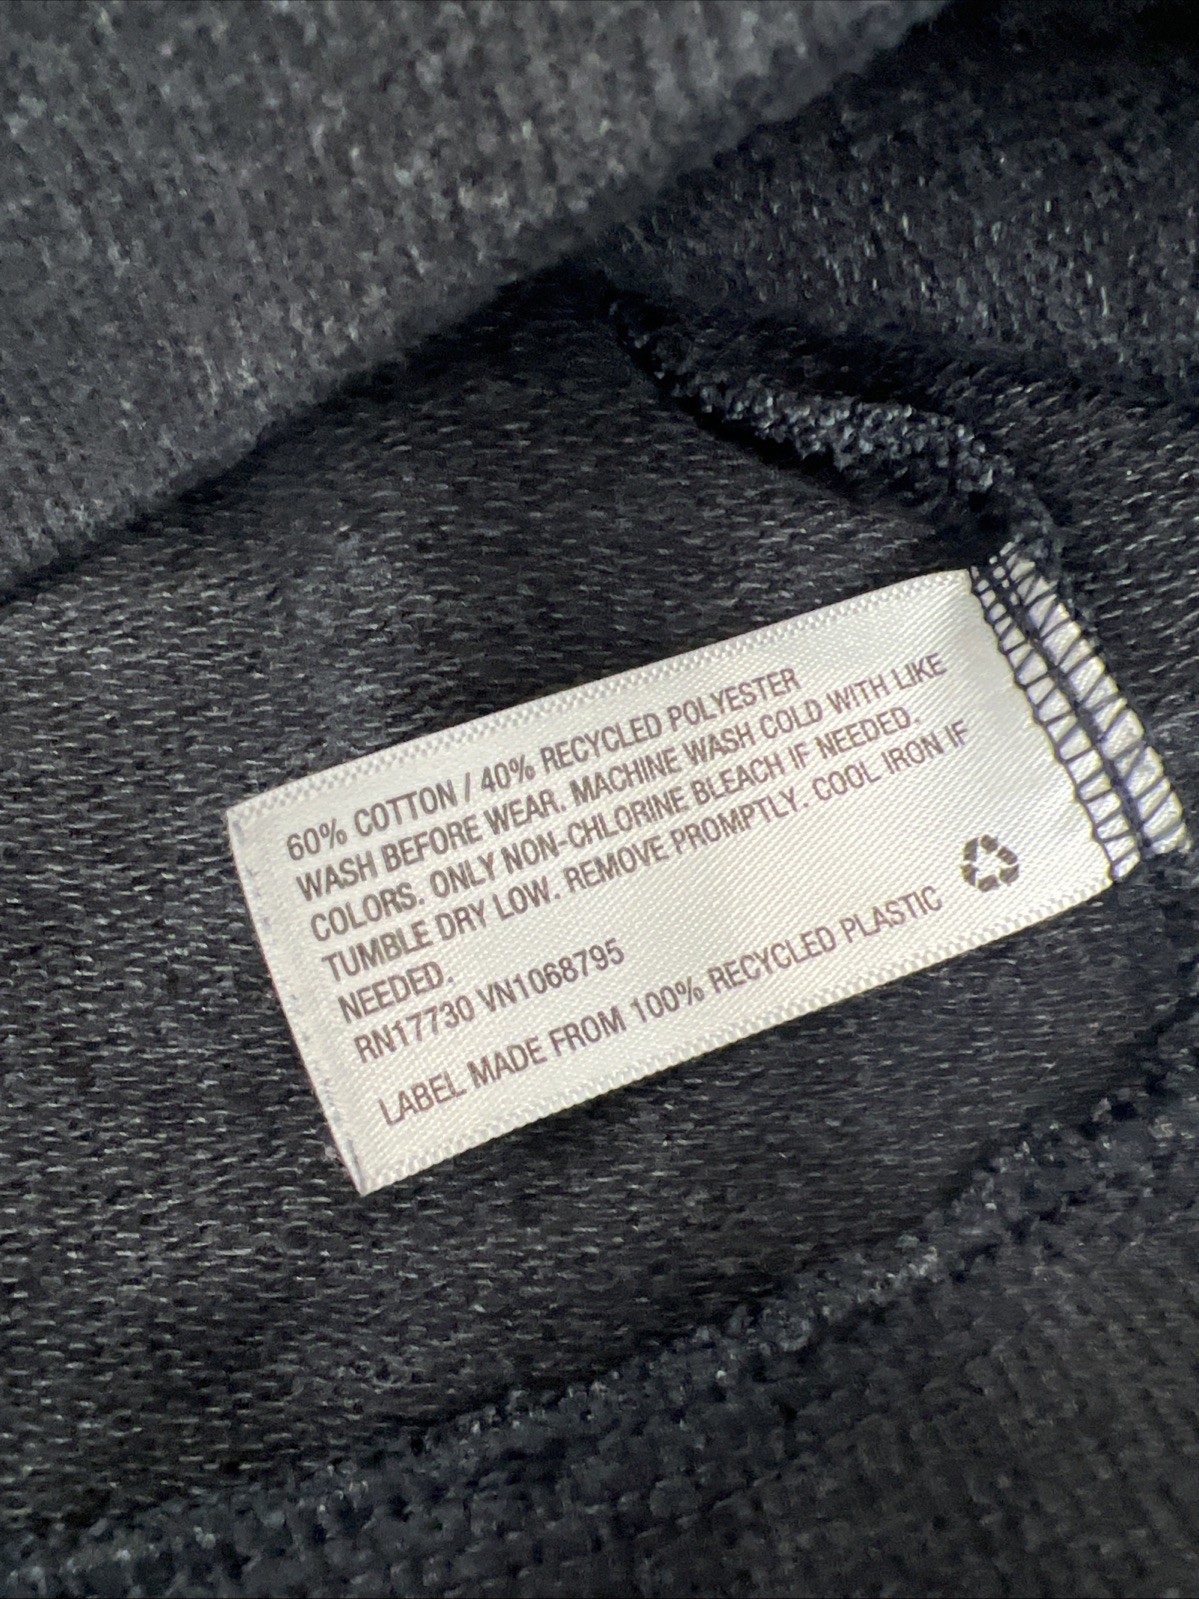 60% COTTON / 40% RECYCLED POLYESTER
WASH BEFORE WEAR. MACHINE WASH COLD WITH LIKE
COLORS. ONLY NON-CHLORINE BLEACH IF NEEDED.
TUMBLE DRY LOW. REMOVE PROMPTLY. COOL IRON IF
NEEDED.
RN17730 VN1068795
LABEL MADE FROM 100% RECYCLED PLASTIC